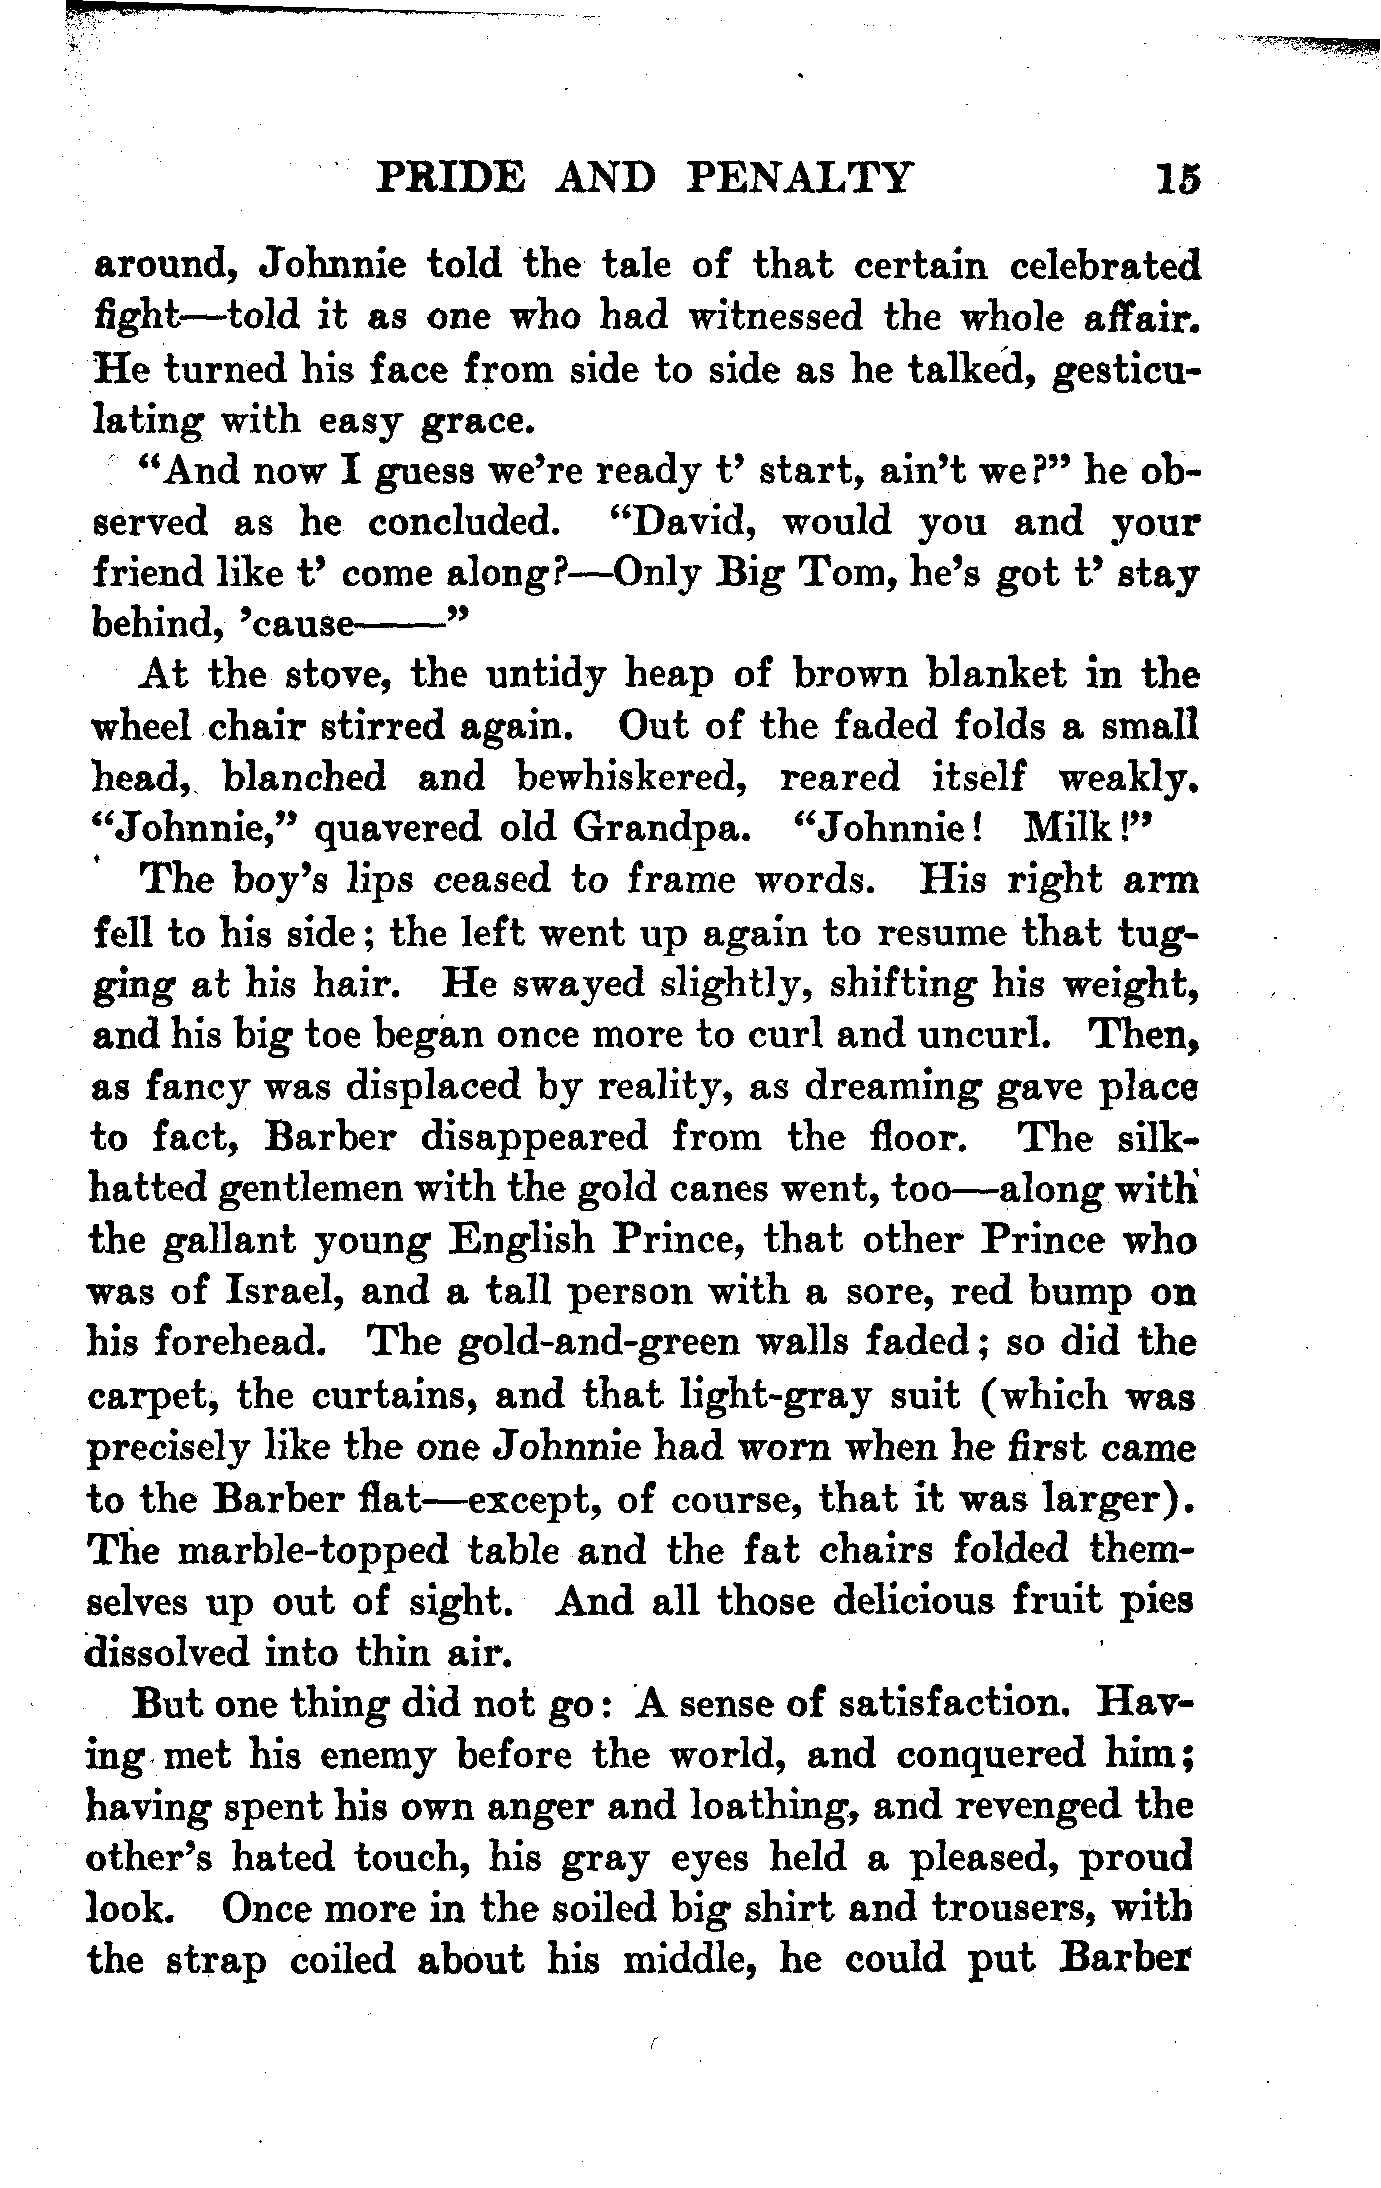 PRIDE AND PENALTY 15
around, Johnnie told the tale of that certain celebrated
fight—told it as one who had witnessed the whole affair.
He turned his face from side to side as he talked, gesticu-
lating with easy grace.
“And now I guess we’re ready t’ start, ain’t we?” he ob-
served as he concluded. “David, would you and your
friend like t’ come along?—Only Big Tom, he’s got t’ stay
behind, ’cause——”
At the stove, the untidy heap of brown blanket in the
wheel chair stirred again. Out of the faded folds a small
head, blanched and bewhiskered, reared itself weakly.
“Johnnie,” quavered old Grandpa. “Johnnie! Milk!”
The boy’s lips ceased to frame words. His right arm
fell to his side; the left went up again to resume that tug-
ging at his hair. He swayed slightly, shifting his weight,
and his big toe began once more to curl and uncurl. Then,
as fancy was displaced by reality, as dreaming gave place
to fact, Barber disappeared from the floor. The silk-
hatted gentlemen with the gold canes went, too—along with
the gallant young English Prince, that other Prince who
was of Israel, and a tall person with a sore, red bump on
his forehead. The gold-and-green walls faded; so did the
carpet, the curtains, and that light-gray suit (which was
precisely like the one Johnnie had worn when he first came
to the Barber flat—except, of course, that it was larger).
The marble-topped table and the fat chairs folded them-
selves up out of sight. And all those delicious fruit pies
dissolved into thin air.
But one thing did not go: A sense of satisfaction. Hav-
ing met his enemy before the world, and conquered him;
having spent his own anger and loathing, and revenged the
other’s hated touch, his gray eyes held a pleased, proud
look. Once more in the soiled big shirt and trousers, with
the strap coiled about his middle, he could put Barber